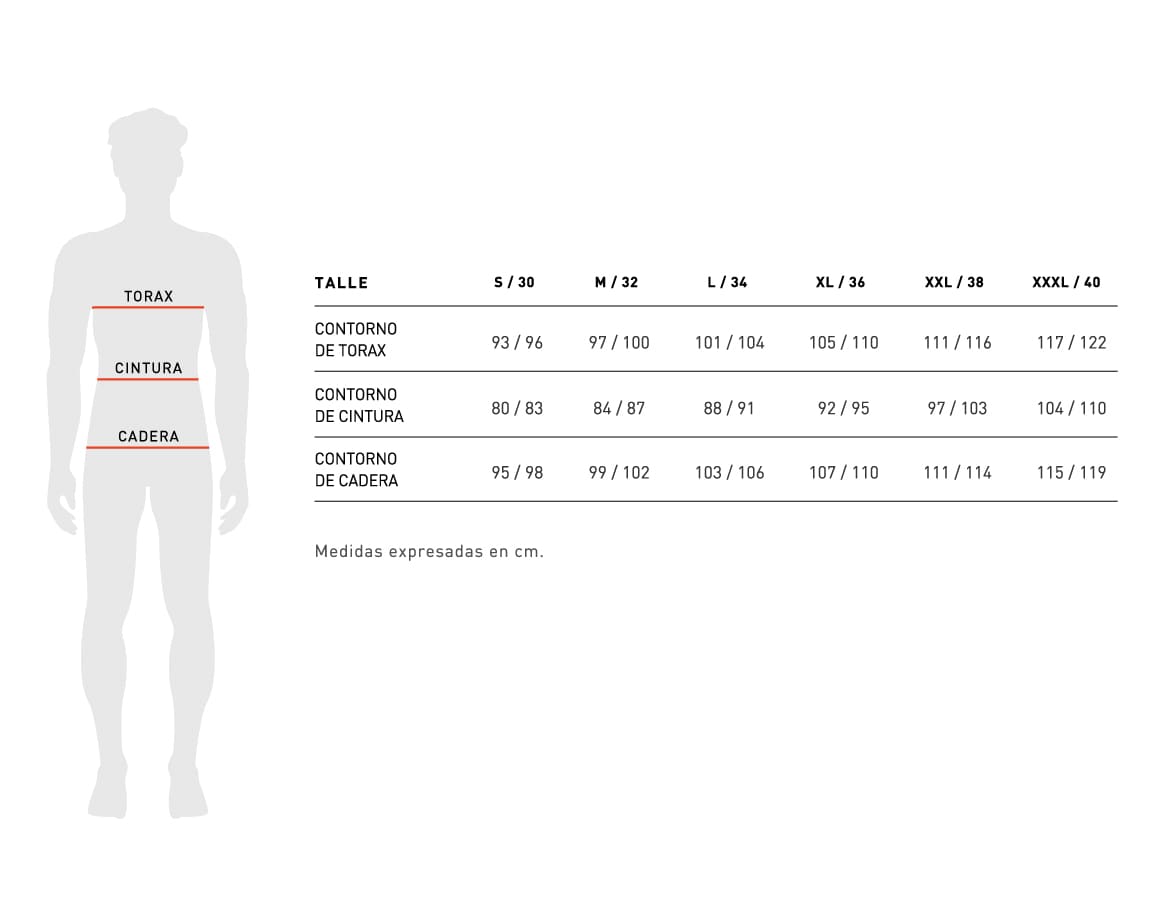 TORAX
CINTURA
CADERA
TALLE S / 30 M / 32 L / 34 XL / 36 XXL / 38 XXXL / 40
CONTORNO
DE TORAX 93 / 96 97 / 100 101 / 104 105 / 110 111 / 116 117 / 122
CONTORNO
DE CINTURA 80 / 83 84 / 87 88 / 91 92 / 95 97 / 103 104 / 110
CONTORNO
DE CADERA 95 / 98 99 / 102 103 / 106 107 / 110 111 / 114 115 / 119
Medidas expresadas en cm.